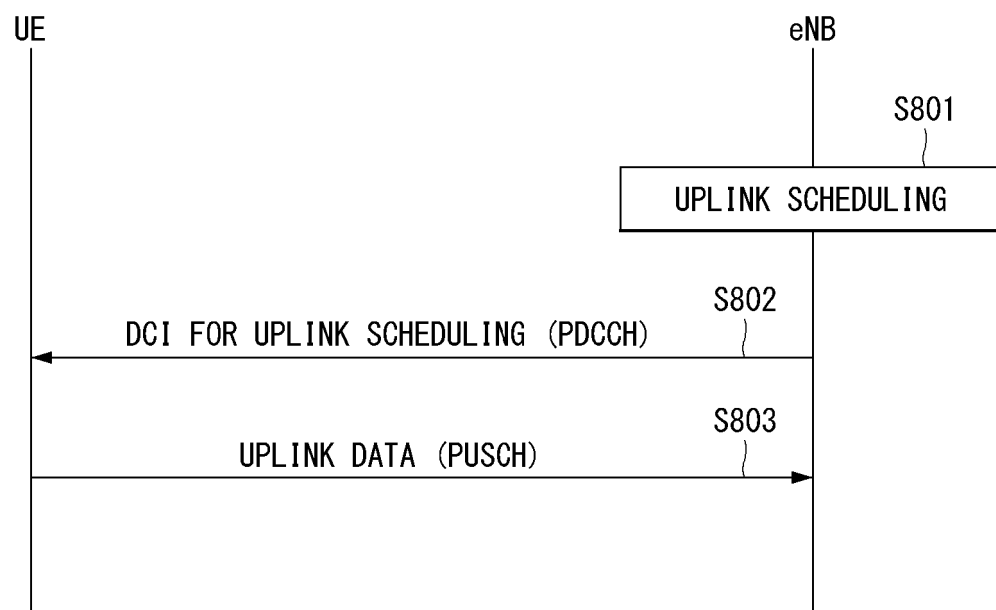 UE
eNB
S801
UPLINK SCHEDULING
S802
DCI FOR UPLINK SCHEDULING (PDCCH)
S803
UPLINK DATA (PUSCH)